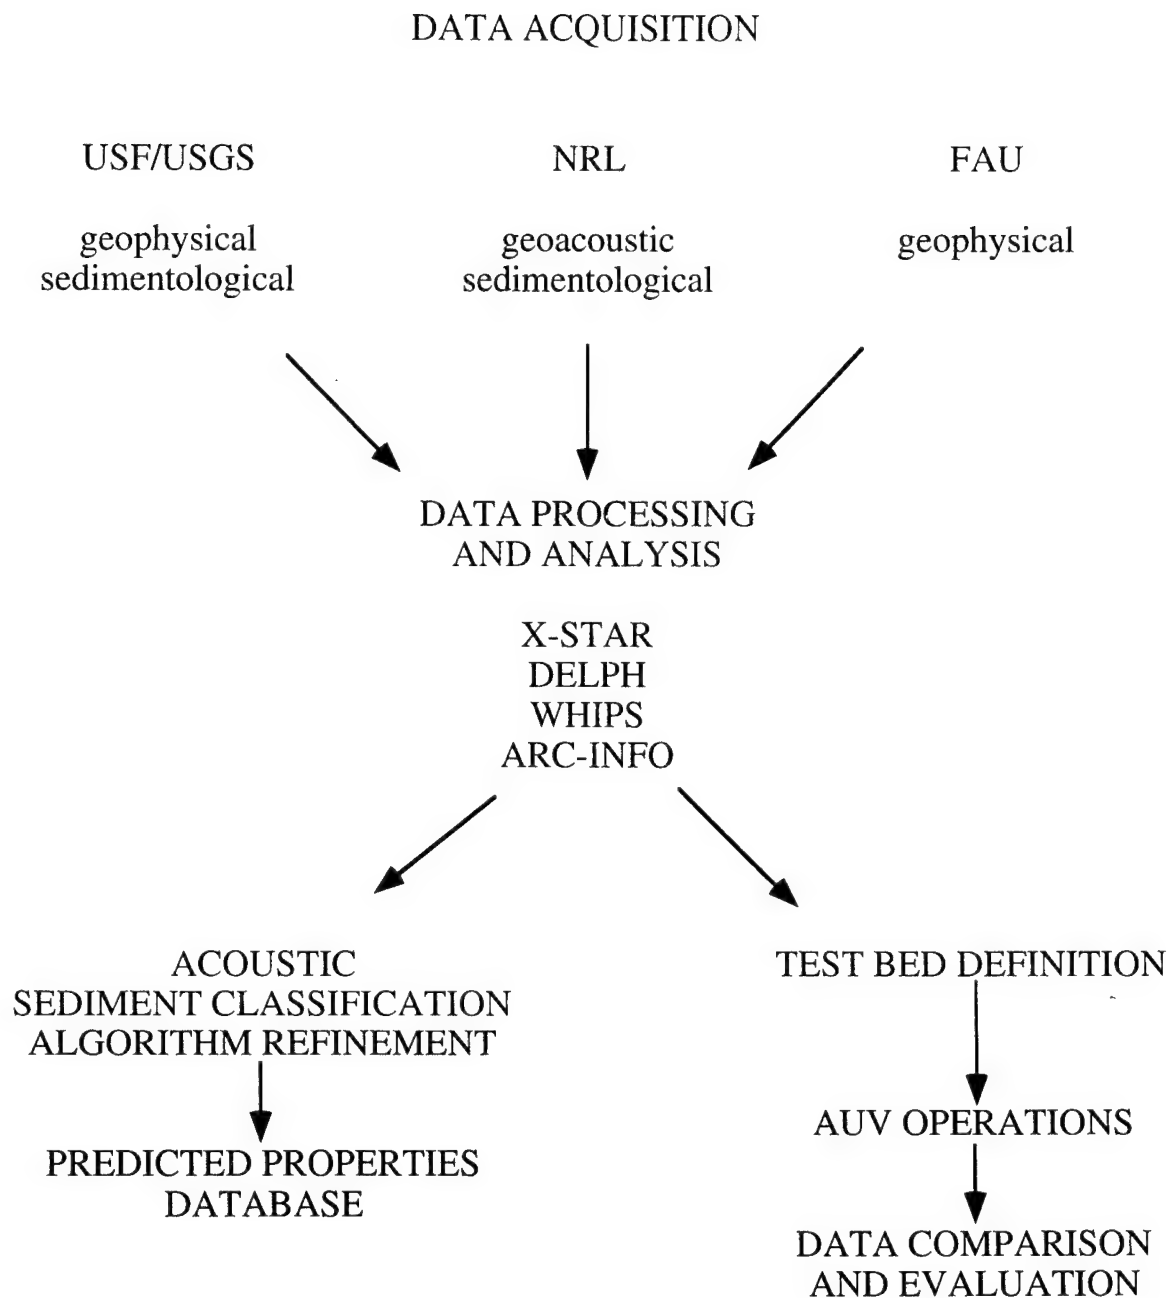 DATA ACQUISITION
USF/USGS
geophysical
sedimentological
NRL
geoacoustic
sedimentological
FAU
geophysical
DATA PROCESSING
AND ANALYSIS
X-STAR
DELPH
WHIPS
ARC-INFO
ACOUSTIC
SEDIMENT CLASSIFICATION
ALGORITHM REFINEMENT
PREDICTED PROPERTIES
DATABASE
TEST BED DEFINITION
AUV OPERATIONS
DATA COMPARISON
AND EVALUATION